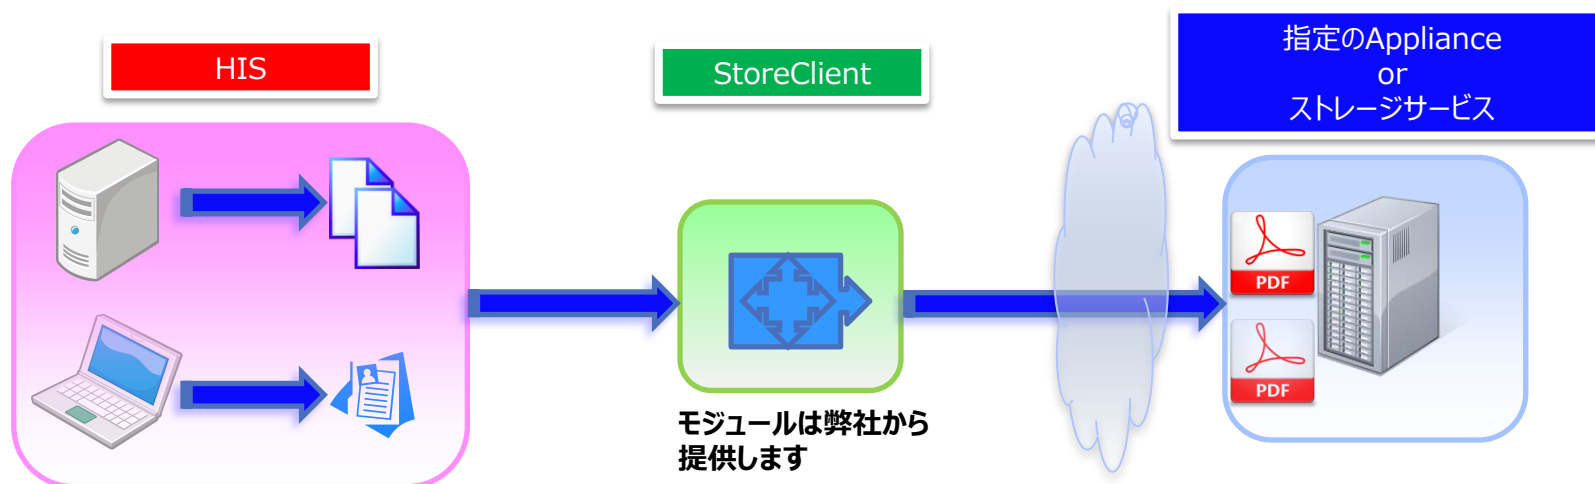 HIS
StoreClient
指定のAppliance
or
ストレージサービス
PDF
PDF
モジュールは弊社から
提供します